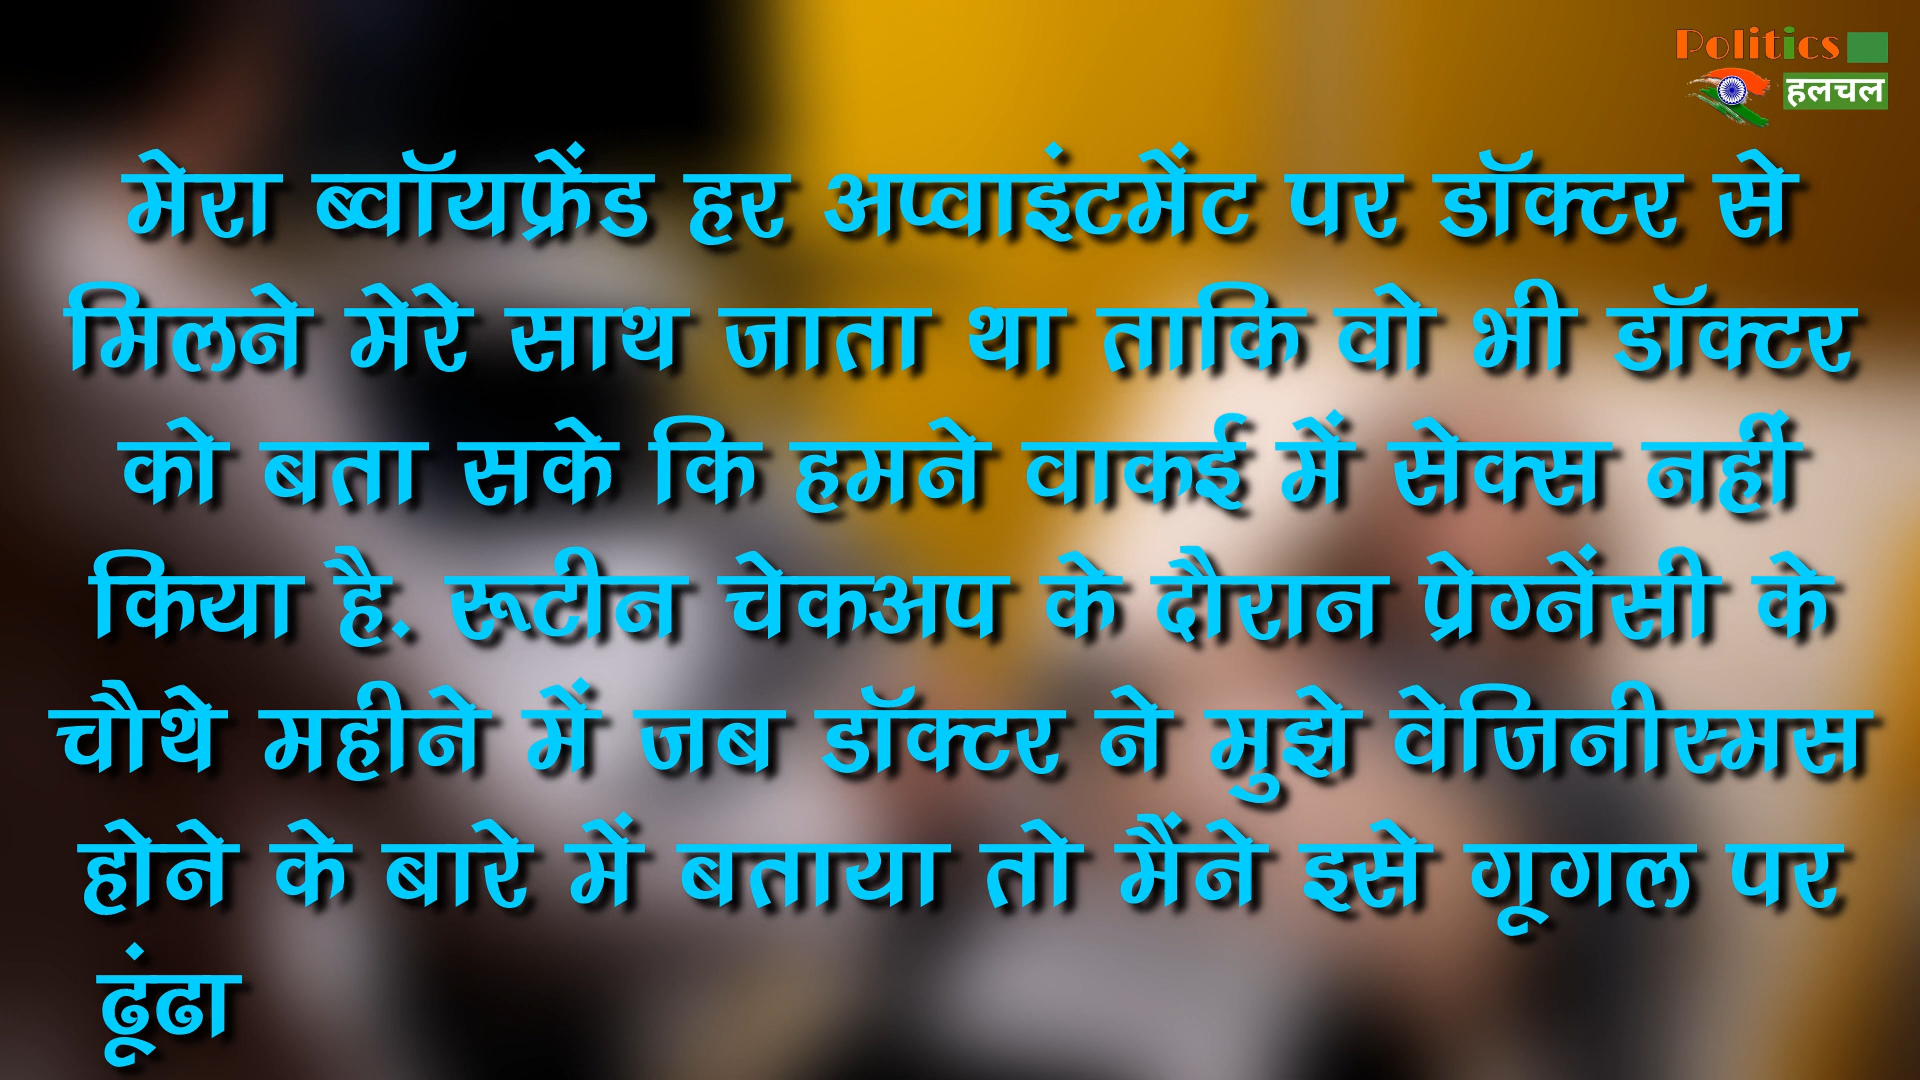 Politics
हलचल
मेरा ब्वॉयफ्रेंड हर अप्वाइंटमेंट पर डॉक्टर से
मिलने मेरे साथ जाता था ताकि वो भी डॉक्टर
को बता सके कि हमने वाकई में सेक्स नहीं
किया है. रूटीन चेकअप के दौरान प्रेग्नेंसी के
चौथे महीने में जब डॉक्टर ने मुझे वेजिनीस्मस
होने के बारे में बताया तो मैंने इसे गूगल पर
ढूंढा